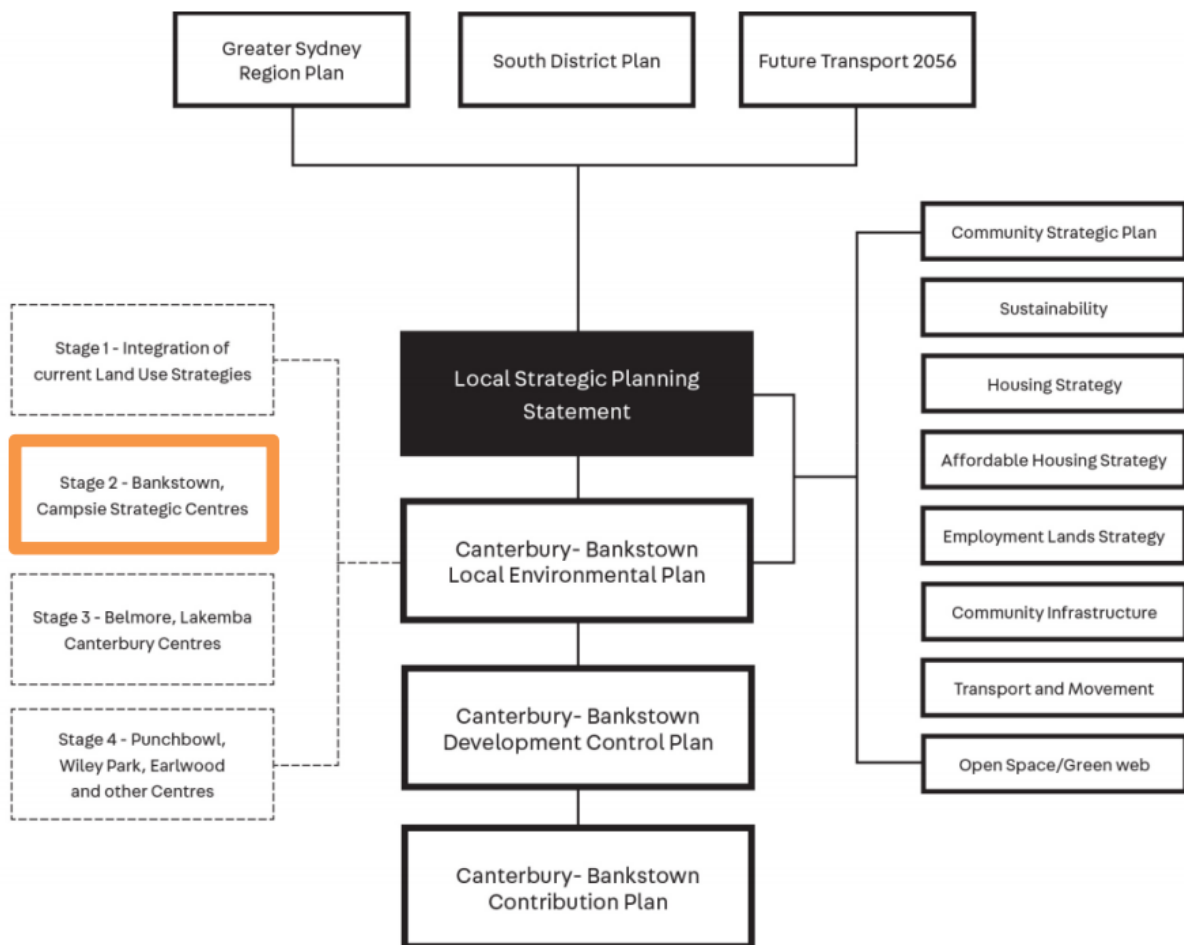 Greater Sydney
Region Plan
South District Plan
Future Transport 2056
Community Strategic Plan
Sustainability
Housing Strategy
Affordable Housing Strategy
Employment Lands Strategy
Community Infrastructure
Transport and Movement
Open Space/Green web
Stage 1 - Integration of
current Land Use Strategies
Stage 2 - Bankstown,
Campsie Strategic Centres
Stage 3 - Belmore, Lakemba
Canterbury Centres
Stage 4 - Punchbowl,
Wiley Park, Earlwood
and other Centres
Local Strategic Planning
Statement
Canterbury- Bankstown
Local Environmental Plan
Canterbury- Bankstown
Development Control Plan
Canterbury- Bankstown
Contribution Plan